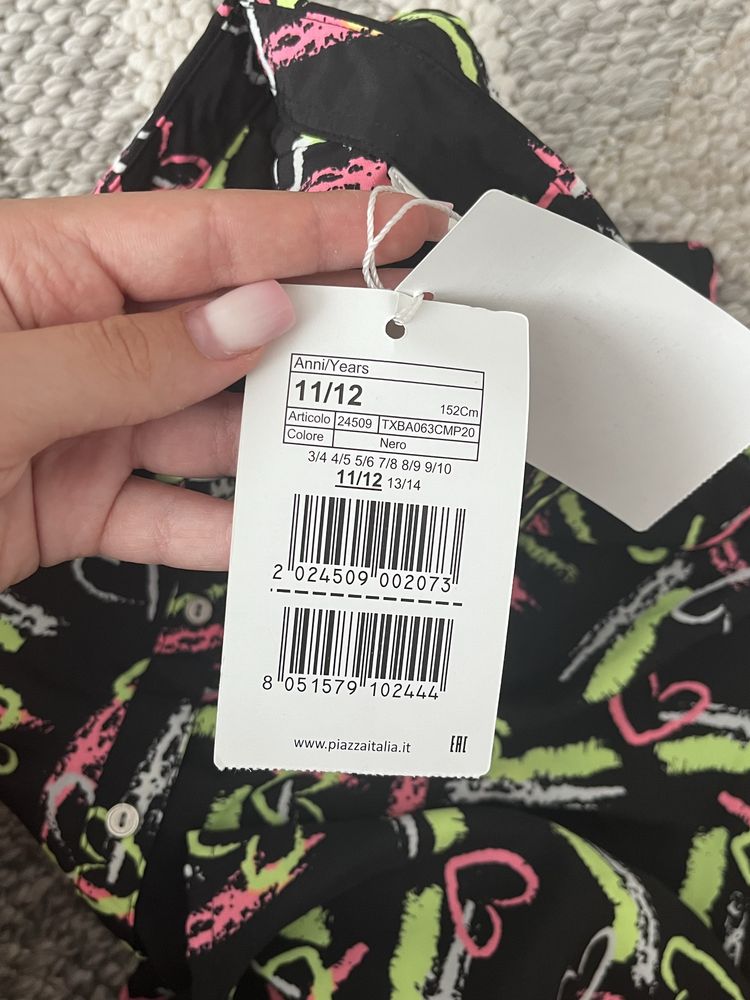 Anni/Years
11/12 152Cm
Articolo 24509 TXBA063CMP20
Colore Nero
3/4 4/5 5/6 7/8 8/9 9/10
11/12 13/14
2 024509 002073
8 051579 102444
www.piazzaitalia.it EAC